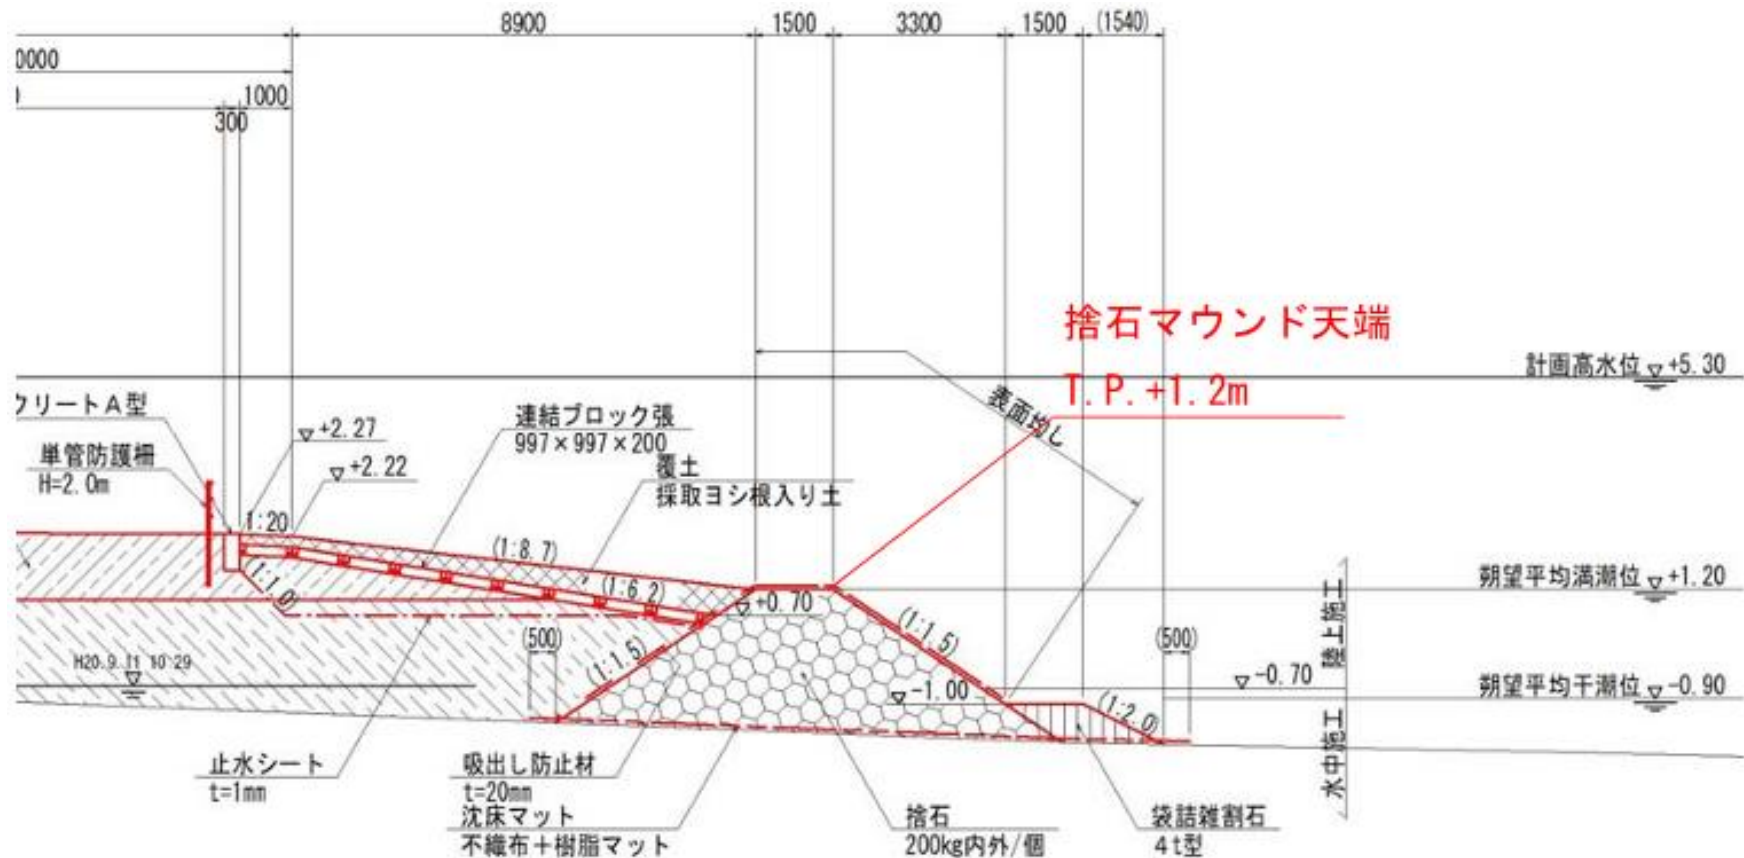 8900
1500
3300
1500
(1540)
0000
1000
300
捨石マウンド天端
T.P.+1.2m
計画高水位 ▽+5.30
表面均し
クリートA型
▽+2.27
連結ブロック張
997×997×200
単管防護柵
H=2.0m
▽+2.22
覆土
採取ヨシ根入り土
1:20
(1:8.7)
(1:6.2)
(1:1.0)
▽+0.70
朔望平均満潮位 ▽+1.20
陸上施工
(500)
(1:1.5)
(1:1.5)
(500)
H20.9.11 10:29
▽-0.70
▽-1.00
朔望平均干潮位 ▽-0.90
(1:2.0)
水中施工
止水シート
t=1mm
吸出し防止材
t=20mm
沈床マット
不織布+樹脂マット
捨石
200kg内外/個
袋詰雑割石
4t型